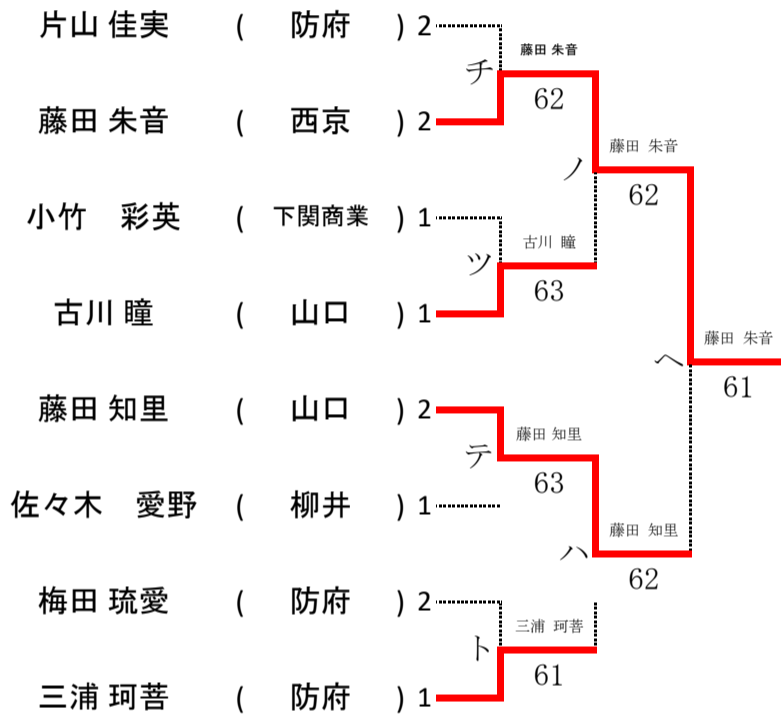 片山 佳実 ( 防府 ) 2
藤田 朱音
チ
62
藤田 朱音 ( 西京 ) 2
藤田 朱音
ノ
62
小竹 彩英 ( 下関商業 ) 1
古川 瞳
ツ
63
古川 瞳 ( 山口 ) 1
藤田 朱音
ヘ
61
藤田 知里 ( 山口 ) 2
藤田 知里
テ
63
佐々木 愛野 ( 柳井 ) 1
藤田 知里
ハ
62
梅田 琉愛 ( 防府 ) 2
三浦 珂菩
ト
61
三浦 珂菩 ( 防府 ) 1